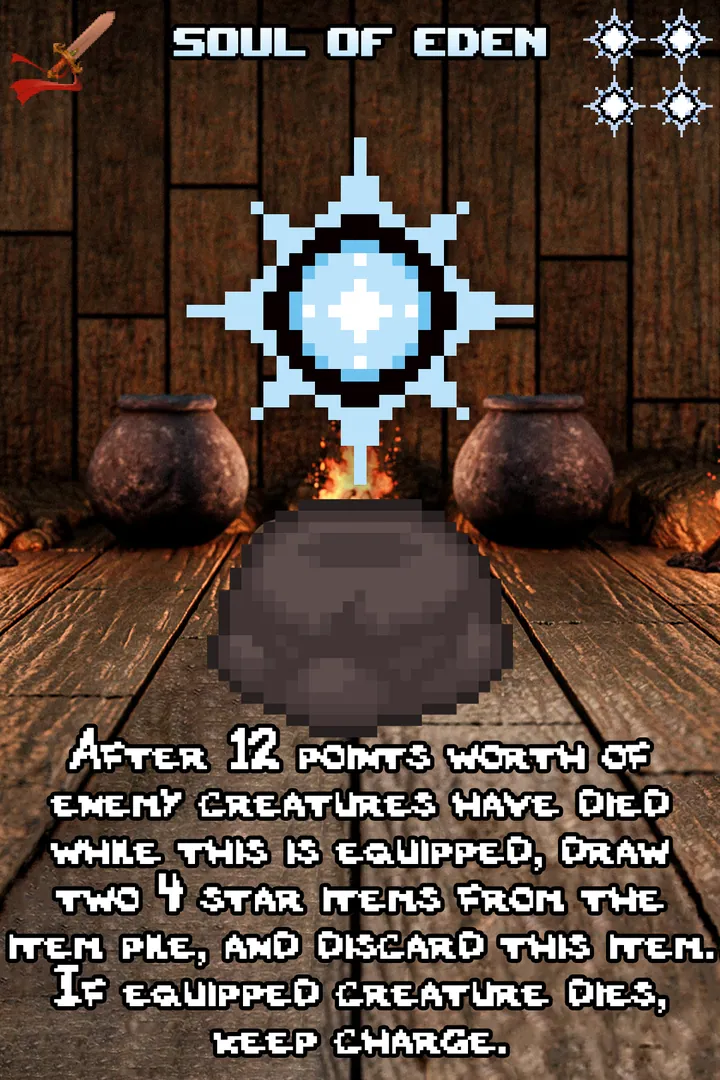 SOUL OF EDEN
AFTER 12 POINTS WORTH OF
ENEMY CREATURES HAVE DIED
WHILE THIS IS EQUIPPED, DRAW
TWO 4 STAR ITEMS FROM THE
ITEM PILE, AND DISCARD THIS ITEM.
IF EQUIPPED CREATURE DIES,
KEEP CHARGE.